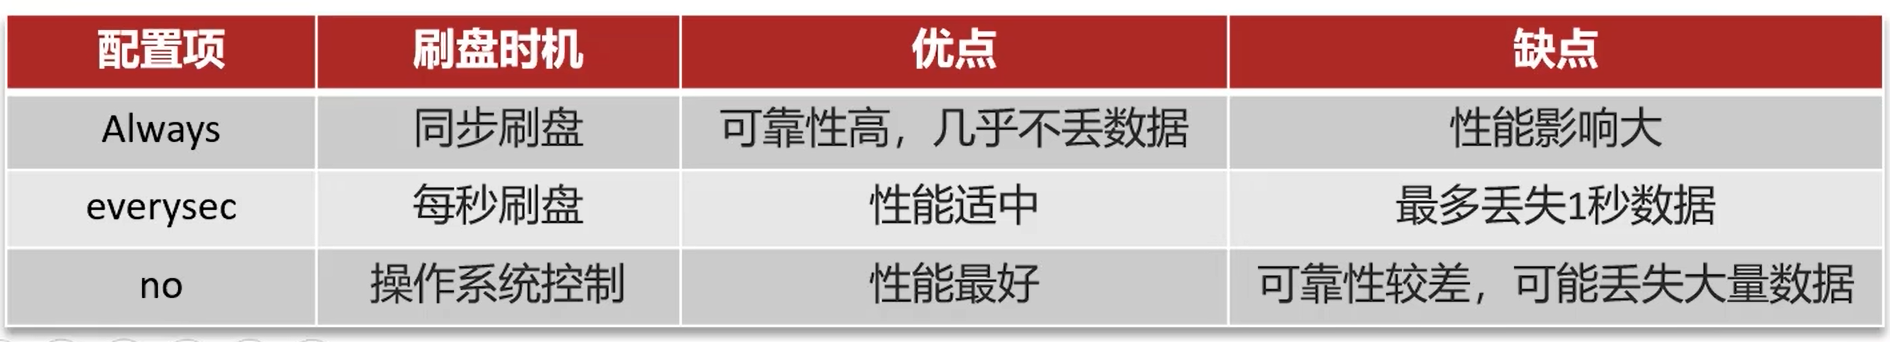 配置项 刷盘时机 优点 缺点
Always 同步刷盘 可靠性高，几乎不丢数据 性能影响大
everysec 每秒刷盘 性能适中 最多丢失1秒数据
no 操作系统控制 性能最好 可靠性较差，可能丢失大量数据